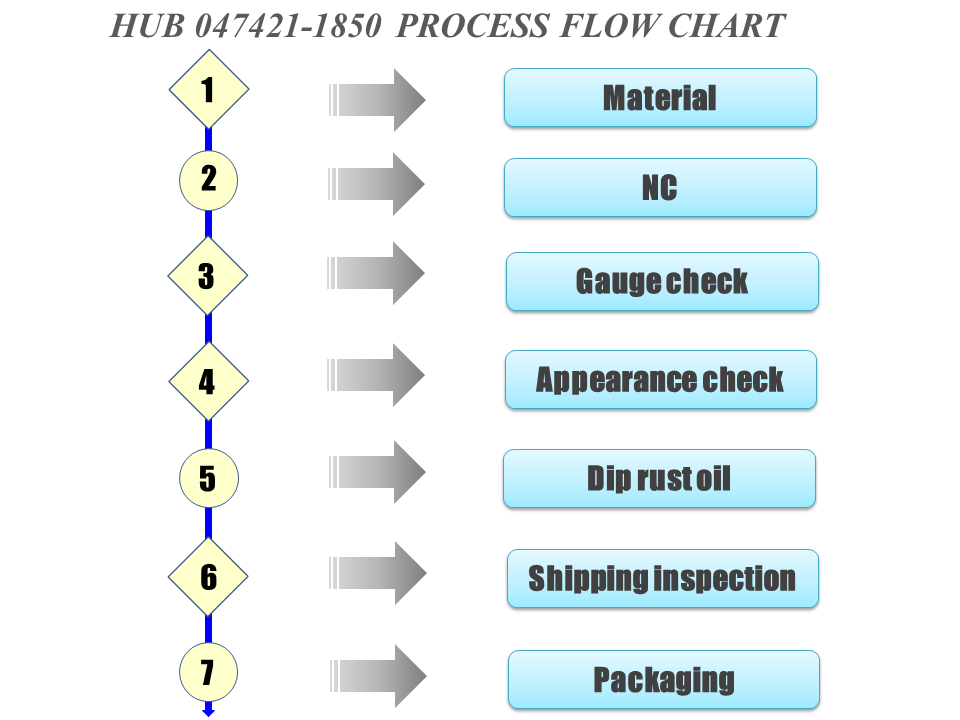 HUB 047421-1850 PROCESS FLOW CHART
1 Material
2 NC
3 Gauge check
4 Appearance check
5 Dip rust oil
6 Shipping inspection
7 Packaging